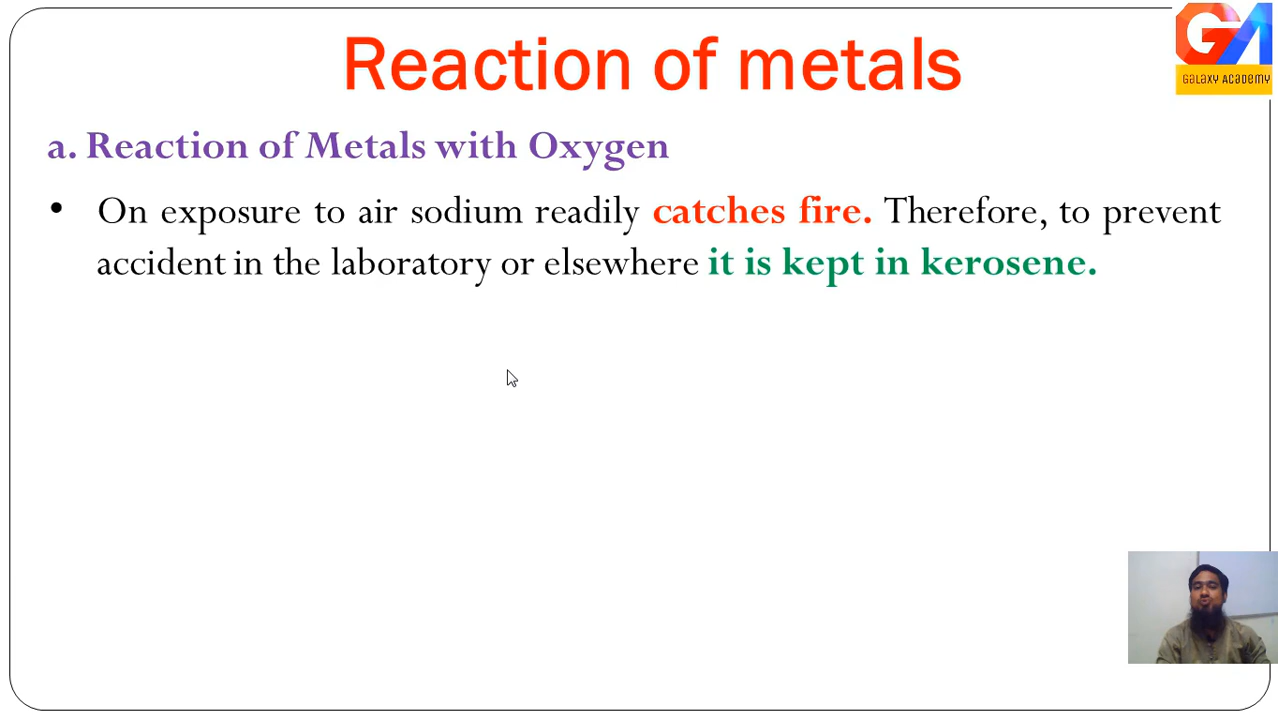 Reaction of metals
GA
GALAXY ACADEMY
a. Reaction of Metals with Oxygen
• On exposure to air sodium readily catches fire. Therefore, to prevent
accident in the laboratory or elsewhere it is kept in kerosene.